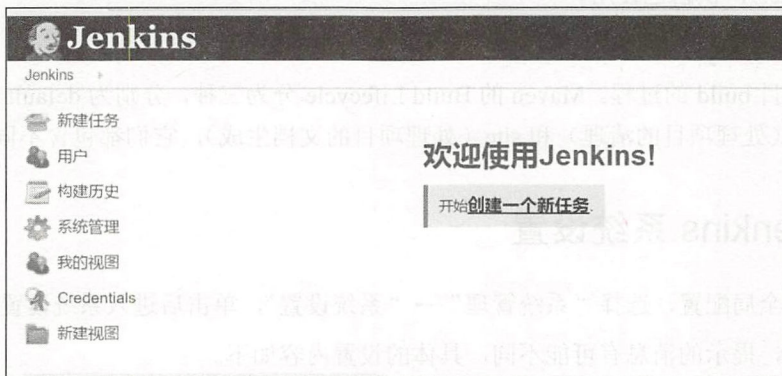 Jenkins
Jenkins
新建任务
用户
构建历史
系统管理
我的视图
Credentials
新建视图
欢迎使用Jenkins!
开始创建一个新任务.